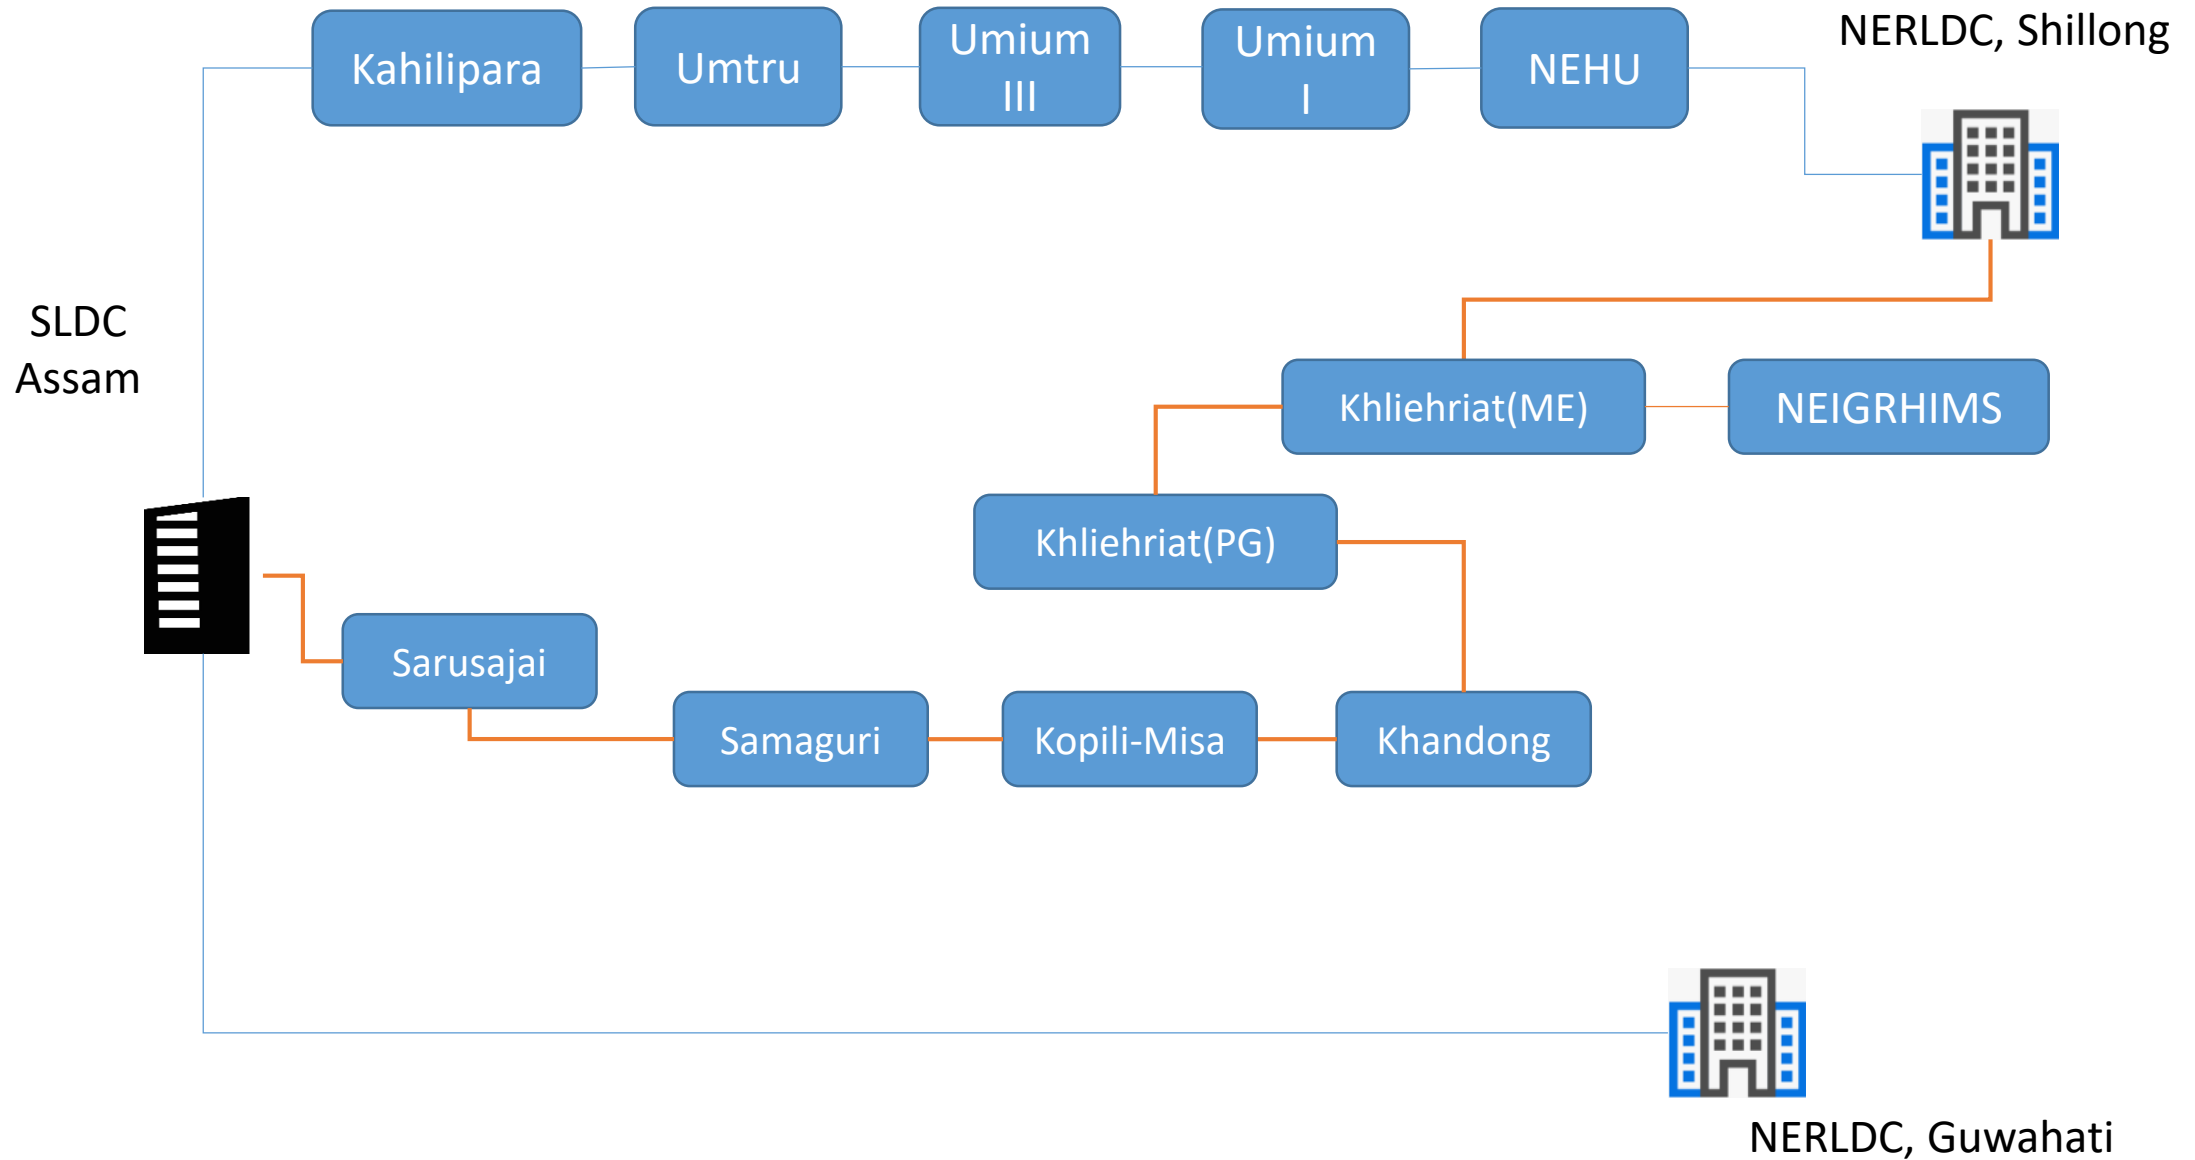 NERLDC, Shillong
Kahilipara
Umtru
Umium
III
Umium
I
NEHU
SLDC
Assam
Khliehriat(ME)
NEIGRHIMS
Khliehriat(PG)
Sarusajai
Samaguri
Kopili-Misa
Khandong
NERLDC, Guwahati